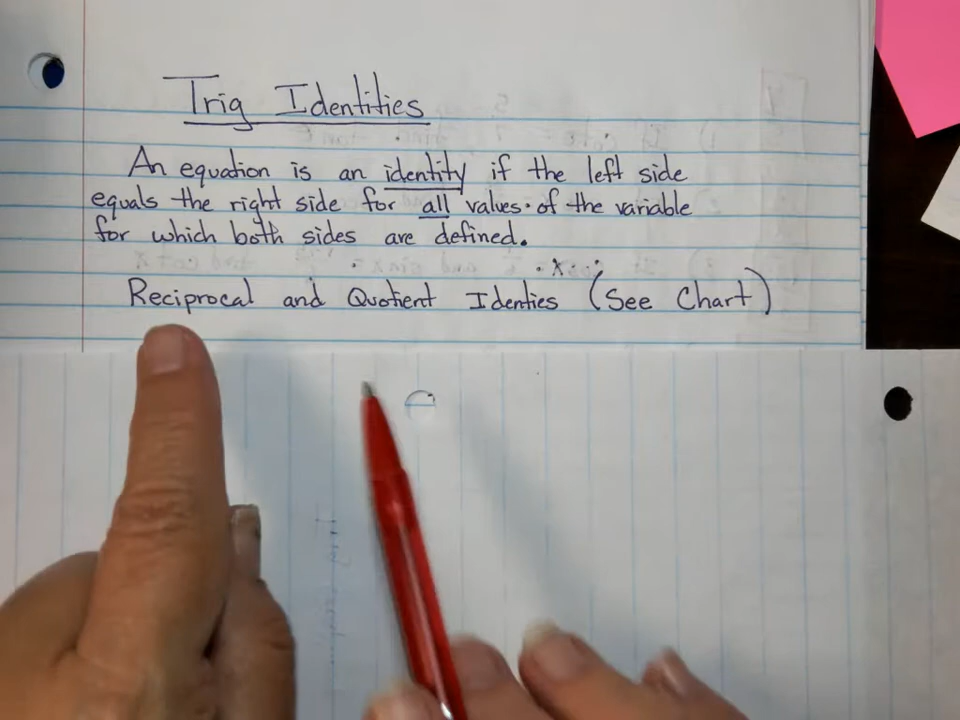 Trig Identities
An equation is an identity if the left side
equals the right side for all values of the variable
for which both sides are defined.
Reciprocal and Quotient Identies (See Chart)